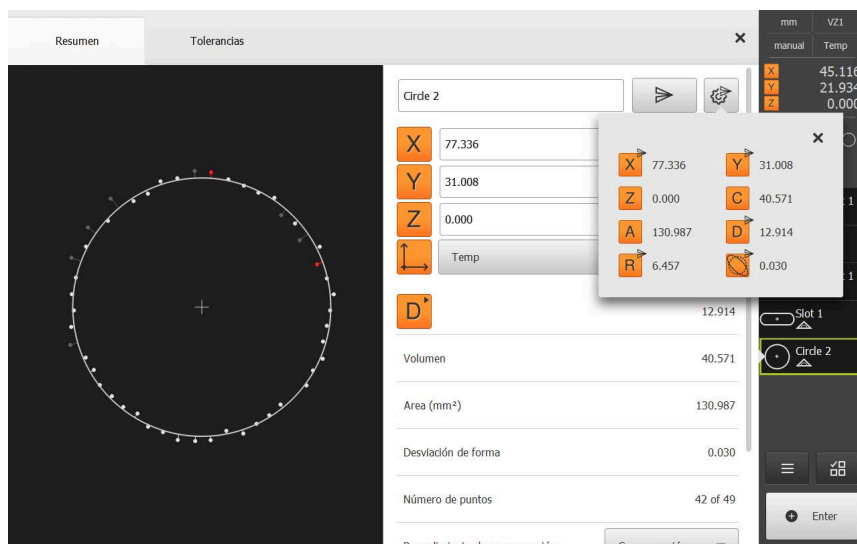 Resumen
Tolerancias
mm
VZ1
manual
Temp
X 45.116
Y 21.934
Z 0.000
Circle 2
X 77.336
Y 31.008
Z 0.000
Temp
D 12.914
Volumen 40.571
Area (mm²) 130.987
Desviación de forma 0.030
Número de puntos 42 of 49
X 77.336
Y 31.008
Z 0.000
C 40.571
A 130.987
D 12.914
R 6.457
0.030
Slot 1
Circle 2
Enter